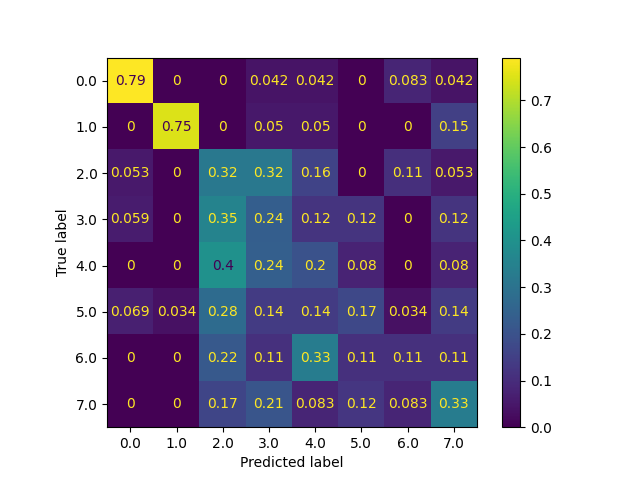 0.0 0.79 0 0 0.042 0.042 0 0.083 0.042
1.0 0 0.75 0 0.05 0.05 0 0 0.15
2.0 0.053 0 0.32 0.32 0.16 0 0.11 0.053
3.0 0.059 0 0.35 0.24 0.12 0.12 0 0.12
4.0 0 0 0.4 0.24 0.2 0.08 0 0.08
5.0 0.069 0.034 0.28 0.14 0.14 0.17 0.034 0.14
6.0 0 0 0.22 0.11 0.33 0.11 0.11 0.11
7.0 0 0 0.17 0.21 0.083 0.12 0.083 0.33
0.0 1.0 2.0 3.0 4.0 5.0 6.0 7.0
Predicted label
True label
0.7
0.6
0.5
0.4
0.3
0.2
0.1
0.0